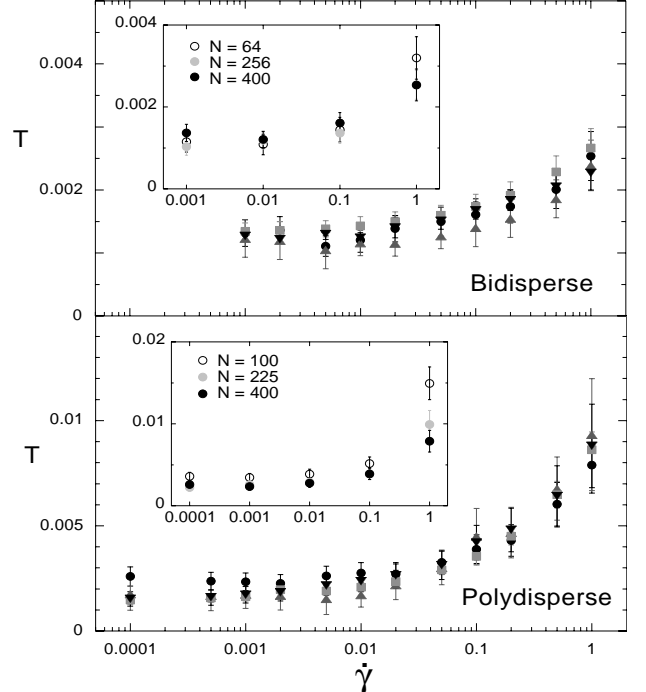 0.004
N = 64
N = 256
N = 400
0.002
0
0.001 0.01 0.1 1
0.004
T
0.002
0
Bidisperse
0.02
N = 100
N = 225
N = 400
0.01
0
0.0001 0.001 0.01 0.1 1
0.01
T
0.005
0
Polydisperse
0.0001 0.001 0.01 0.1 1
γ̇